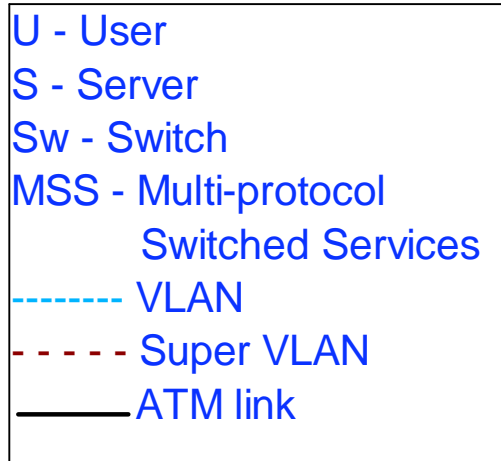 U - User
S - Server
Sw - Switch
MSS - Multi-protocol
Switched Services
VLAN
Super VLAN
ATM link